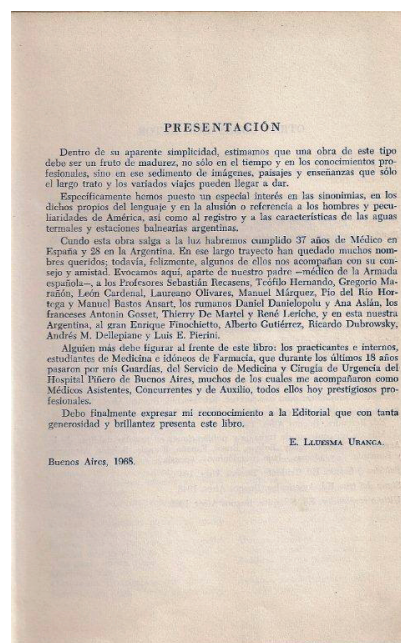 PRESENTACIÓN
Dentro de su aparente simplicidad, estimamos que una obra de este tipo
debe ser un fruto de madurez, no sólo en el tiempo y en los conocimientos pro-
fesionales, sino en ese sedimento de imágenes, paisajes y enseñanzas que sólo
el largo trato y los variados viajes pueden llegar a dar.
Específicamente hemos puesto un especial interés en las sinonimias, en los
dichos propios del lenguaje y en la alusión o referencia a los hombres y pecu-
liaridades de América, así como al registro y a las características de las aguas
termales y estaciones balnearias argentinas.
Cundo esta obra salga a la luz habremos cumplido 37 años de Médico en
España y 28 en la Argentina. En ese largo trayecto han quedado muchos nom-
bres queridos; todavía, felizmente, algunos de ellos nos acompañan con su con-
sejo y amistad. Evocamos aquí, aparte de nuestro padre —médico de la Armada
española—, a los Profesores Sebastián Recasens, Teófilo Hernando, Gregorio Ma-
rañón, León Cardenal, Laureano Olivares, Manuel Márquez, Pío del Río Hor-
tega y Manuel Bastos Ansart, los rumanos Daniel Danielopolu y Ana Aslán, los
franceses Antonin Gosset, Thierry De Martel y René Leriche, y en esta nuestra
Argentina, al gran Enrique Finochietto, Alberto Gutiérrez, Ricardo Dubrowsky,
Andrés M. Dellepiane y Luis E. Pierini.
Alguien más debe figurar al frente de este libro: los practicantes e internos,
estudiantes de Medicina e idóneos de Farmacia, que durante los últimos 18 años
pasaron por mis Guardias, del Servicio de Medicina y Cirugía de Urgencia del
Hospital Piñero de Buenos Aires, muchos de los cuales me acompañaron como
Médicos Asistentes, Concurrentes y de Auxilio, todos ellos hoy prestigiosos pro-
fesionales.
Debo finalmente expresar mi reconocimiento a la Editorial que con tanta
generosidad y brillantez presenta este libro.
E. Lluesma Uranga.
Buenos Aires, 1968.